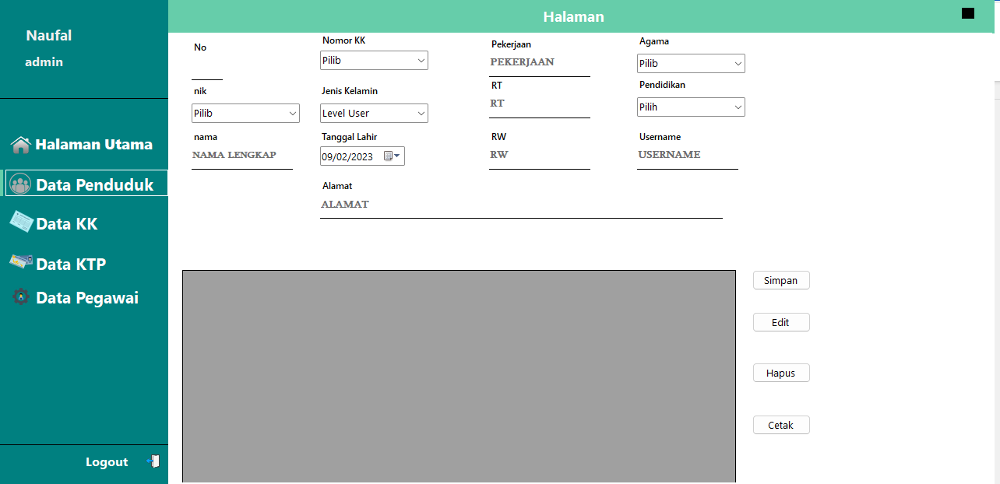 Naufal
admin
Halaman Utama
Data Penduduk
Data KK
Data KTP
Data Pegawai
Logout
Halaman
No
nik
Pilib
nama
NAMA LENGKAP
Nomor KK
Pilib
Jenis Kelamin
Level User
Tanggal Lahir
09/02/2023
Alamat
ALAMAT
Pekerjaan
PEKERJAAN
RT
RT
RW
RW
Agama
Pilib
Pendidikan
Pilih
Username
USERNAME
Simpan
Edit
Hapus
Cetak